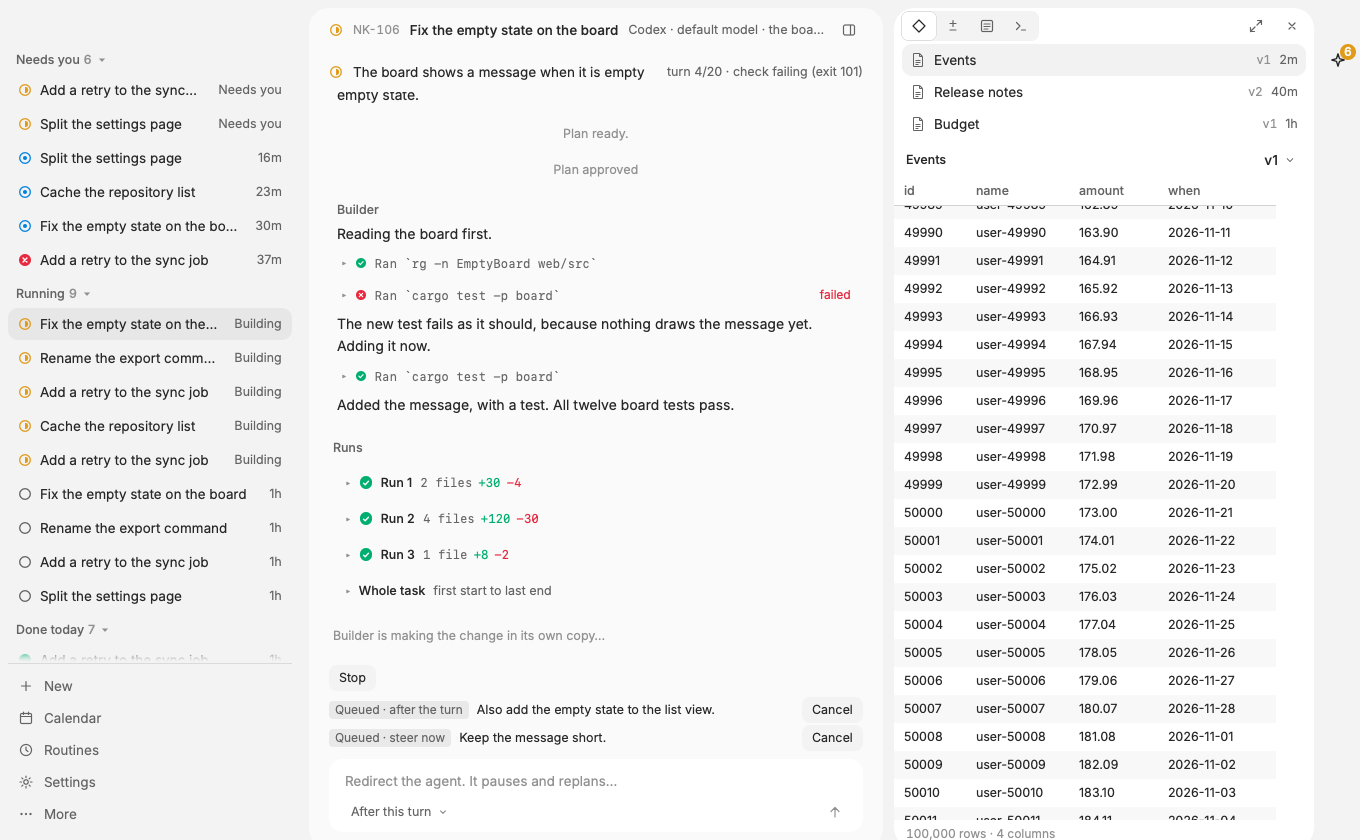 Needs you 6
Add a retry to the sync... Needs you
Split the settings page Needs you
Split the settings page 16m
Cache the repository list 23m
Fix the empty state on the bo... 30m
Add a retry to the sync job 37m
Running 9
Fix the empty state on the... Building
Rename the export comm... Building
Add a retry to the sync job Building
Cache the repository list Building
Add a retry to the sync job Building
Fix the empty state on the board 1h
Rename the export command 1h
Add a retry to the sync job 1h
Split the settings page 1h
Done today 7
Add a retry to the sync job 1h
New
Calendar
Routines
Settings
More
NK-106 Fix the empty state on the board Codex · default model · the boa...
The board shows a message when it is empty turn 4/20 · check failing (exit 101)
empty state.
Plan ready.
Plan approved
Builder
Reading the board first.
Ran `rg -n EmptyBoard web/src`
Ran `cargo test -p board` failed
The new test fails as it should, because nothing draws the message yet.
Adding it now.
Ran `cargo test -p board`
Added the message, with a test. All twelve board tests pass.
Runs
Run 1 2 files +30 −4
Run 2 4 files +120 −30
Run 3 1 file +8 −2
Whole task first start to last end
Builder is making the change in its own copy...
Stop
Queued · after the turn Also add the empty state to the list view. Cancel
Queued · steer now Keep the message short. Cancel
Redirect the agent. It pauses and replans...
After this turn
Events v1 2m
Release notes v2 40m
Budget v1 1h
Events v1
id name amount when
49989 user-49989 162.89 2026-11-10
49990 user-49990 163.90 2026-11-11
49991 user-49991 164.91 2026-11-12
49992 user-49992 165.92 2026-11-13
49993 user-49993 166.93 2026-11-14
49994 user-49994 167.94 2026-11-15
49995 user-49995 168.95 2026-11-16
49996 user-49996 169.96 2026-11-17
49997 user-49997 170.97 2026-11-18
49998 user-49998 171.98 2026-11-19
49999 user-49999 172.99 2026-11-20
50000 user-50000 173.00 2026-11-21
50001 user-50001 174.01 2026-11-22
50002 user-50002 175.02 2026-11-23
50003 user-50003 176.03 2026-11-24
50004 user-50004 177.04 2026-11-25
50005 user-50005 178.05 2026-11-26
50006 user-50006 179.06 2026-11-27
50007 user-50007 180.07 2026-11-28
50008 user-50008 181.08 2026-11-01
50009 user-50009 182.09 2026-11-02
50010 user-50010 183.10 2026-11-03
50011 user-50011 184.11 2026-11-04
100,000 rows · 4 columns
6